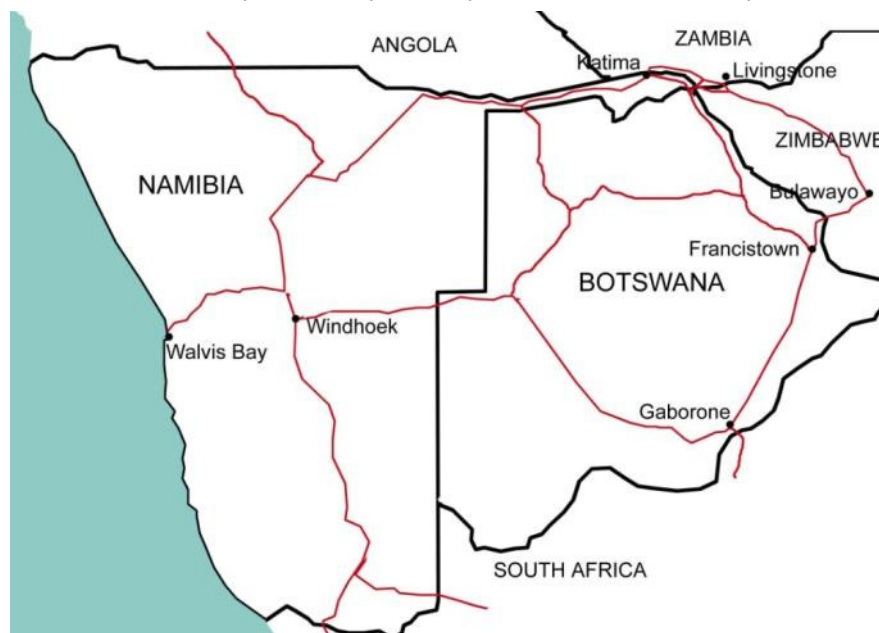 ANGOLA
ZAMBIA
Katima
Livingstone
ZIMBABWE
NAMIBIA
Bulawayo
Francistown
BOTSWANA
Windhoek
Walvis Bay
Gaborone
SOUTH AFRICA